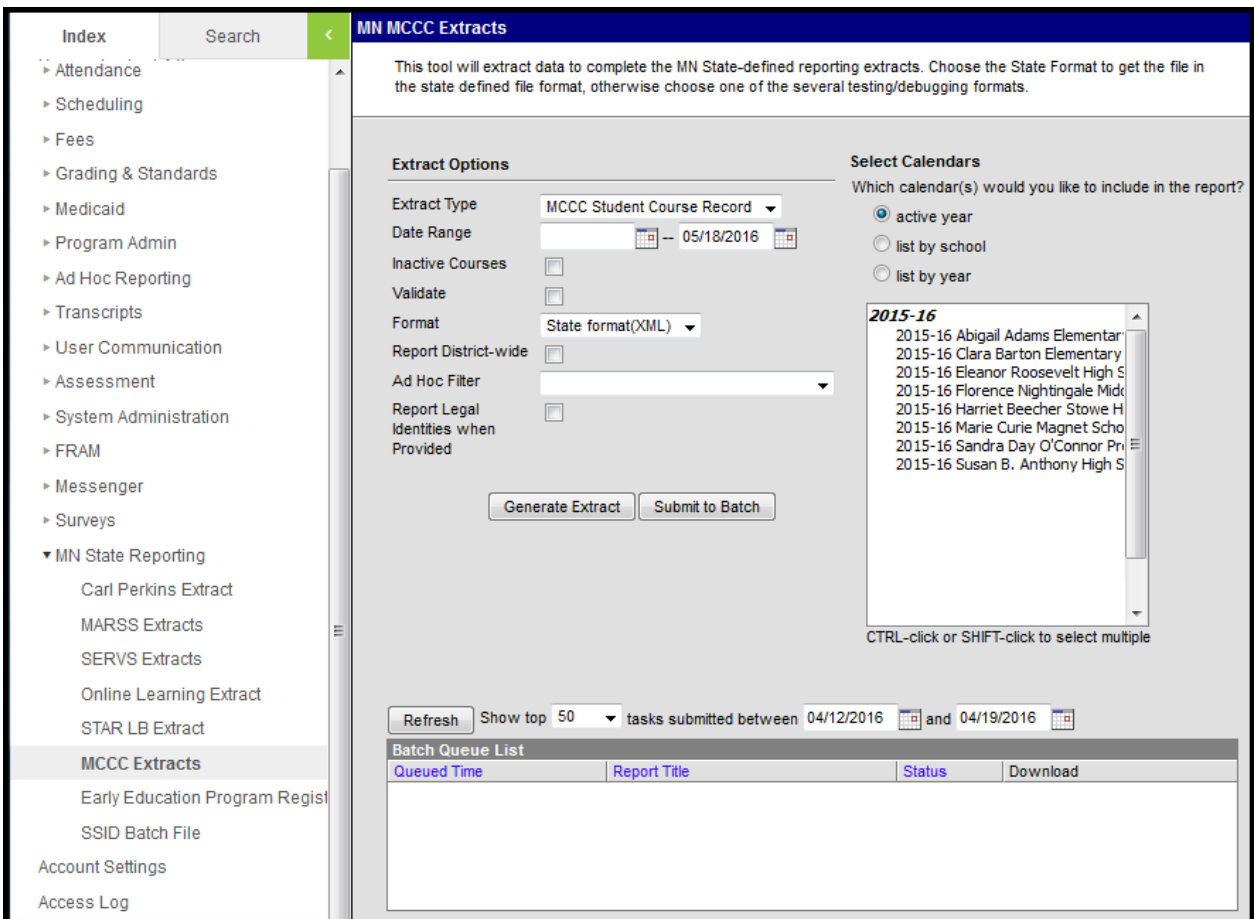 Index
Search
Attendance
Scheduling
Fees
Grading & Standards
Medicaid
Program Admin
Ad Hoc Reporting
Transcripts
User Communication
Assessment
System Administration
FRAM
Messenger
Surveys
MN State Reporting
Carl Perkins Extract
MARSS Extracts
SERVS Extracts
Online Learning Extract
STAR LB Extract
MCCC Extracts
Early Education Program Regist
SSID Batch File
Account Settings
Access Log
MN MCCC Extracts
This tool will extract data to complete the MN State-defined reporting extracts. Choose the State Format to get the file in
the state defined file format, otherwise choose one of the several testing/debugging formats.
Extract Options
Extract Type MCCC Student Course Record
Date Range -- 05/18/2016
Inactive Courses
Validate
Format State format(XML)
Report District-wide
Ad Hoc Filter
Report Legal
Identities when
Provided
Generate Extract Submit to Batch
Select Calendars
Which calendar(s) would you like to include in the report?
active year
list by school
list by year
2015-16
2015-16 Abigail Adams Elementar
2015-16 Clara Barton Elementary
2015-16 Eleanor Roosevelt High S
2015-16 Florence Nightingale Midd
2015-16 Harriet Beecher Stowe H
2015-16 Marie Curie Magnet Scho
2015-16 Sandra Day O'Connor Pr
2015-16 Susan B. Anthony High S
CTRL-click or SHIFT-click to select multiple
Refresh Show top 50 tasks submitted between 04/12/2016 and 04/19/2016
Batch Queue List
Queued Time Report Title Status Download